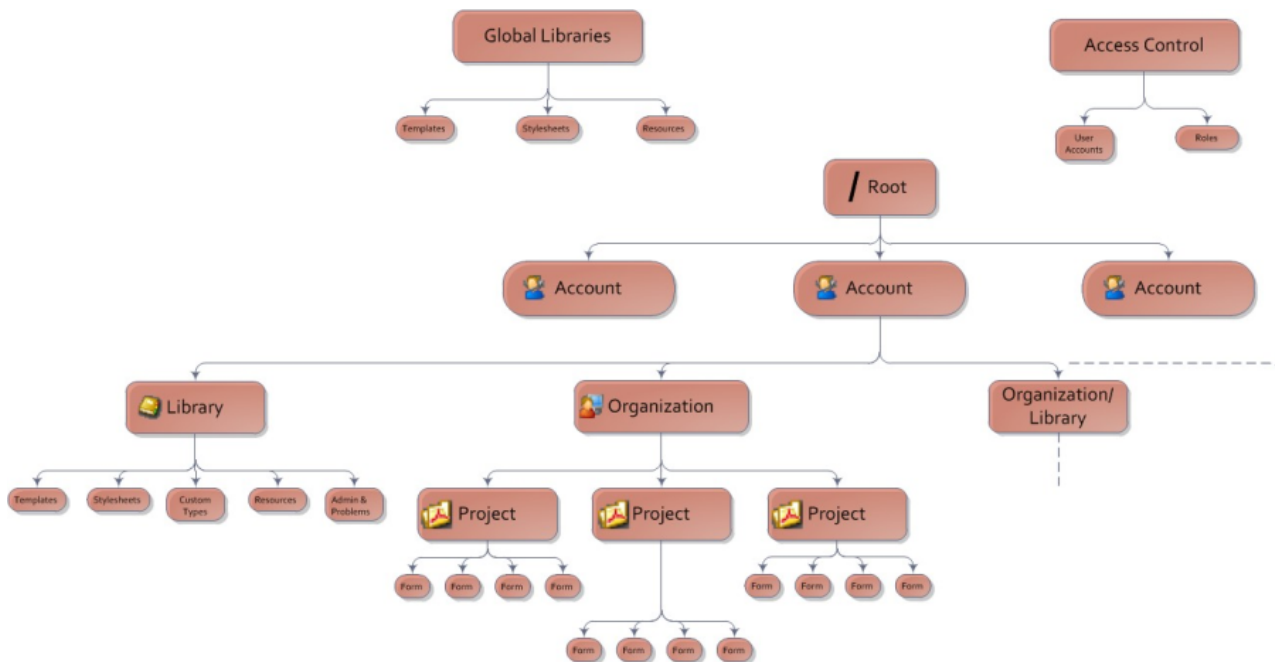 Global Libraries
Access Control
Templates
Stylesheets
Resources
User
Accounts
Roles
/ Root
Account
Account
Account
Library
Organization
Organization/
Library
Templates
Stylesheets
Custom
Types
Resources
Admin &
Problems
Project
Project
Project
Form
Form
Form
Form
Form
Form
Form
Form
Form
Form
Form
Form